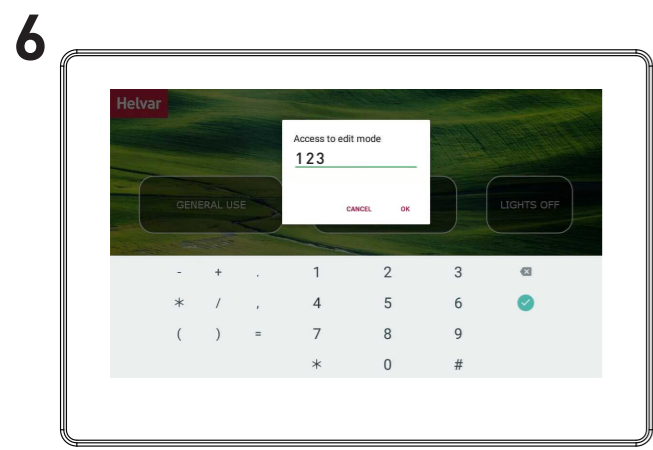 6
Helvar
Access to edit mode
123
GENERAL USE
CANCEL OK
LIGHTS OFF
- + . 1 2 3
* / , 4 5 6
( ) = 7 8 9
* 0 #